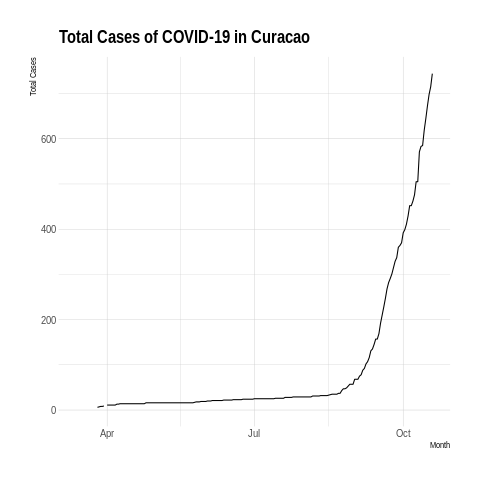 Total Cases of COVID-19 in Curacao
Total Cases
600
400
200
0
Apr
Jul
Oct
Month